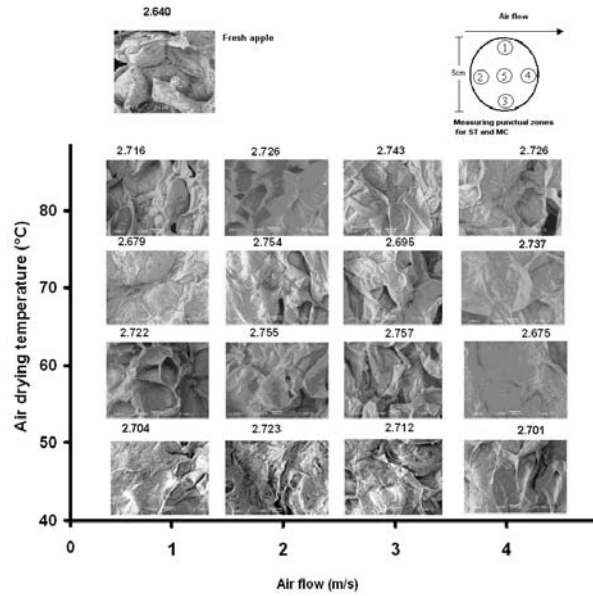 2.640
Fresh apple
Air flow
1
5cm
2 5 4
3
Measuring punctual zones
for ST and MC
2.716 2.726 2.743 2.726
80
2.679 2.754 2.695 2.737
70
2.722 2.755 2.757 2.675
60
2.704 2.723 2.712 2.701
50
40
Air drying temperature (°C)
0 1 2 3 4
Air flow (m/s)